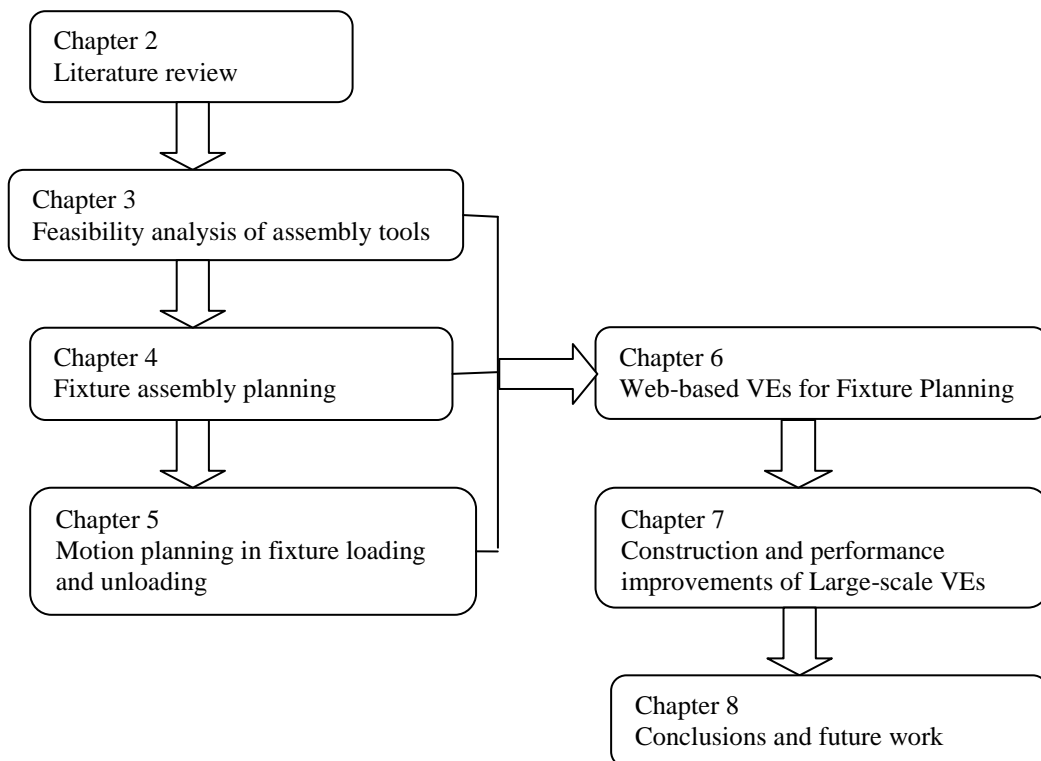 Chapter 2
Literature review
Chapter 3
Feasibility analysis of assembly tools
Chapter 4
Fixture assembly planning
Chapter 5
Motion planning in fixture loading
and unloading
Chapter 6
Web-based VEs for Fixture Planning
Chapter 7
Construction and performance
improvements of Large-scale VEs
Chapter 8
Conclusions and future work